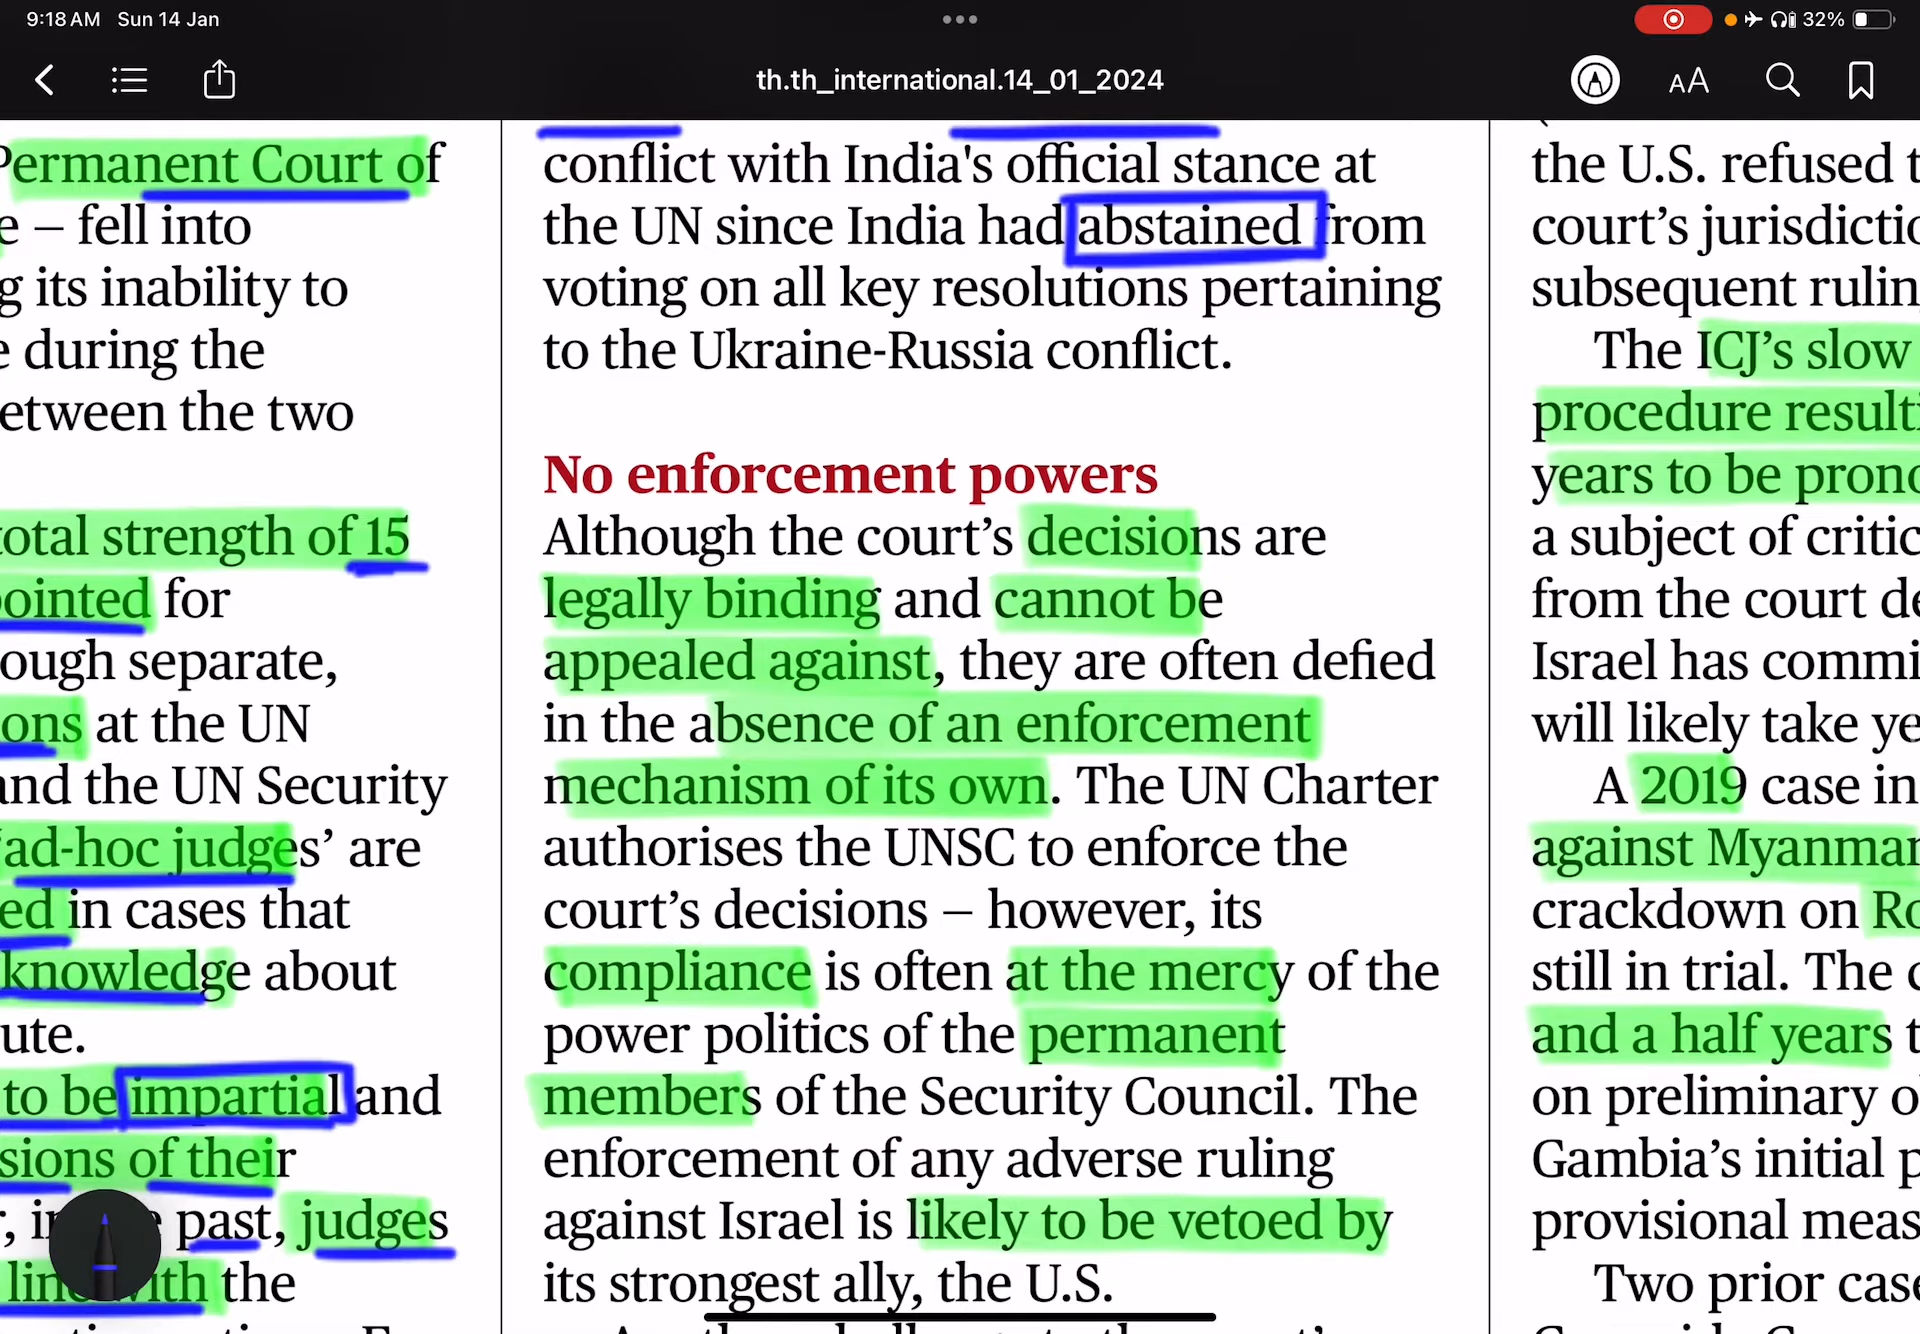 9:18 AM Sun 14 Jan
32%
th.th_international.14_01_2024
AA
Permanent Court of
e – fell into
g its inability to
e during the
etween the two
total strength of 15
pointed for
ough separate,
ons at the UN
and the UN Security
'ad-hoc judges’ are
ed in cases that
knowledge about
ute.
to be impartial and
sions of their
past, judges
with the
conflict with India's official stance at
the UN since India had abstained from
voting on all key resolutions pertaining
to the Ukraine-Russia conflict.
No enforcement powers
Although the court’s decisions are
legally binding and cannot be
appealed against, they are often defied
in the absence of an enforcement
mechanism of its own. The UN Charter
authorises the UNSC to enforce the
court’s decisions – however, its
compliance is often at the mercy of the
power politics of the permanent
members of the Security Council. The
enforcement of any adverse ruling
against Israel is likely to be vetoed by
its strongest ally, the U.S.
the U.S. refused t
court’s jurisdictio
subsequent rulin
The ICJ’s slow
procedure resulti
years to be prono
a subject of critic
from the court de
Israel has commi
will likely take ye
A 2019 case in
against Myanmar
crackdown on Ro
still in trial. The c
and a half years t
on preliminary o
Gambia’s initial p
provisional meas
Two prior case